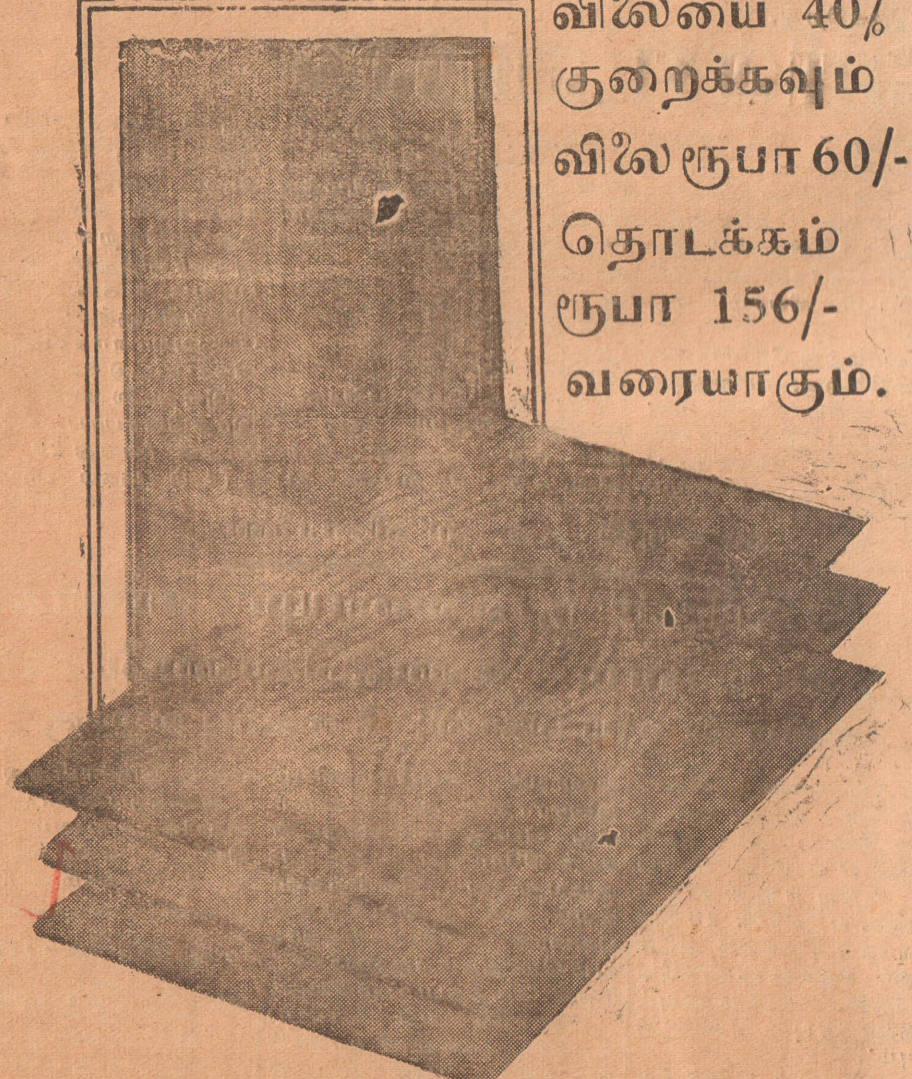 விலையை 40%
குறைக்கவும்
விலை ரூபா 60/-
தொடக்கம்
ரூபா 156/-
வரையாகும்.